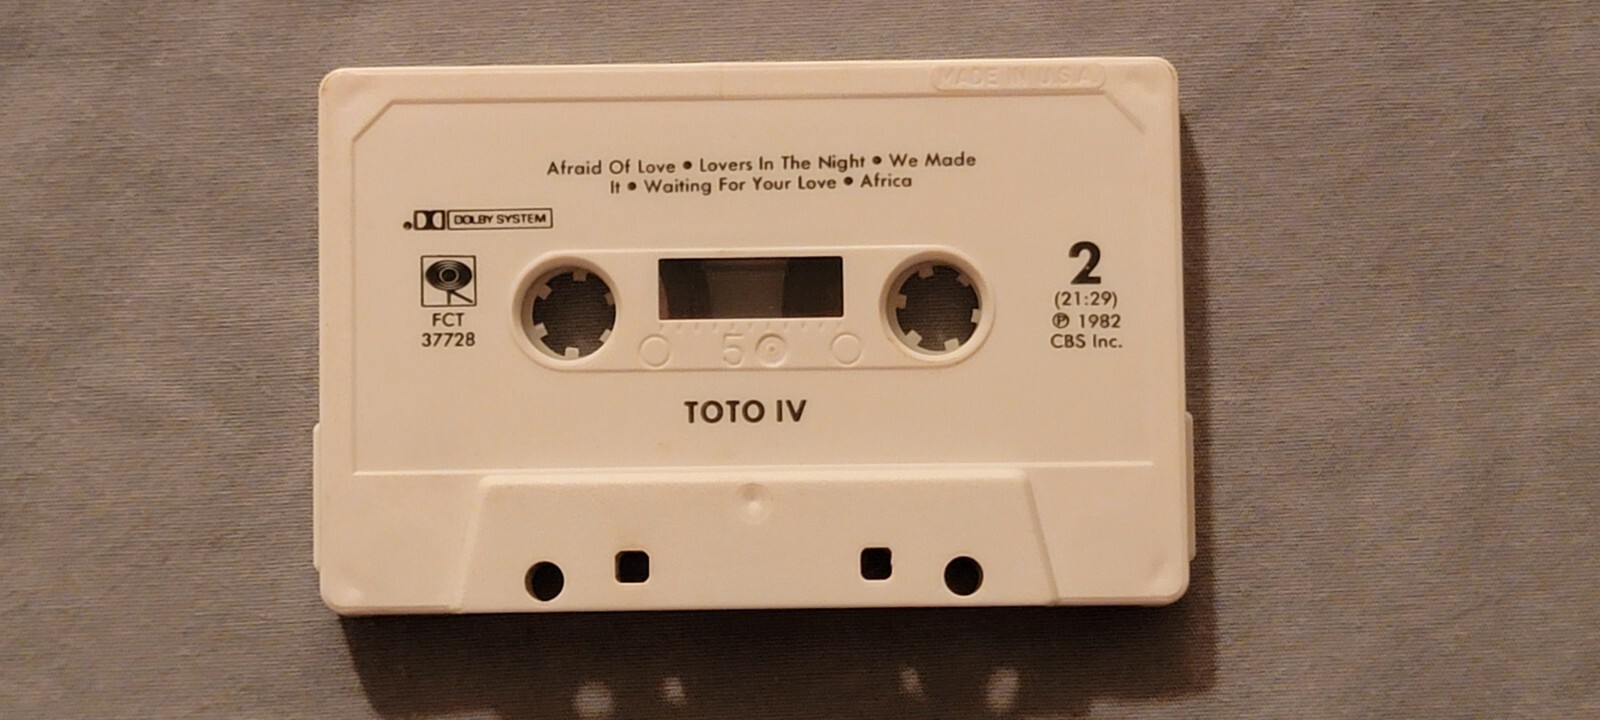 MADE IN U.S.A.
Afraid Of Love • Lovers In The Night • We Made
It • Waiting For Your Love • Africa
DOLBY SYSTEM
2
(21:29)
FCT
℗ 1982
37728
CBS Inc.
50
TOTO IV